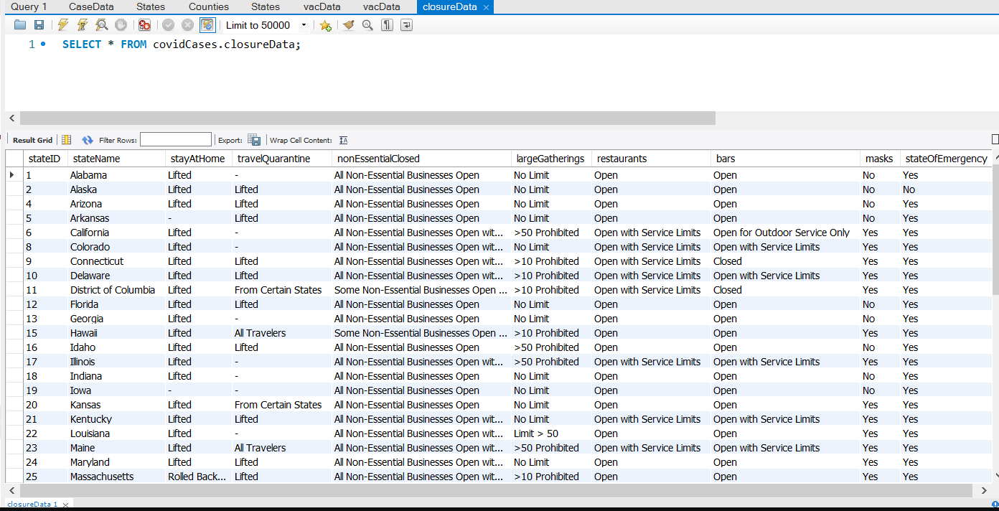 Query 1 CaseData States Counties States vacData vacData closureData
Limit to 50000
1 SELECT * FROM covidCases.closureData;
Result Grid Filter Rows: Export: Wrap Cell Content:
stateID stateName stayAtHome travelQuarantine nonEssentialClosed largeGatherings restaurants bars masks stateOfEmergency
1 Alabama Lifted - All Non-Essential Businesses Open No Limit Open Open No Yes
2 Alaska Lifted Lifted All Non-Essential Businesses Open No Limit Open Open No No
4 Arizona Lifted Lifted All Non-Essential Businesses Open No Limit Open Open No Yes
5 Arkansas - Lifted All Non-Essential Businesses Open No Limit Open Open No Yes
6 California Lifted - All Non-Essential Businesses Open wit... >50 Prohibited Open with Service Limits Open for Outdoor Service Only Yes Yes
8 Colorado Lifted - All Non-Essential Businesses Open wit... No Limit Open with Service Limits Open with Service Limits Yes Yes
9 Connecticut Lifted Lifted All Non-Essential Businesses Open wit... >10 Prohibited Open with Service Limits Closed Yes Yes
10 Delaware Lifted Lifted All Non-Essential Businesses Open wit... >10 Prohibited Open with Service Limits Open with Service Limits Yes Yes
11 District of Columbia Lifted From Certain States Some Non-Essential Businesses Open ... >10 Prohibited Open with Service Limits Closed Yes Yes
12 Florida Lifted Lifted All Non-Essential Businesses Open No Limit Open Open No Yes
13 Georgia Lifted - All Non-Essential Businesses Open No Limit Open Open No Yes
15 Hawaii Lifted All Travelers Some Non-Essential Businesses Open ... >10 Prohibited Open Open Yes Yes
16 Idaho Lifted Lifted All Non-Essential Businesses Open >50 Prohibited Open Open No Yes
17 Illinois Lifted - All Non-Essential Businesses Open wit... >50 Prohibited Open with Service Limits Open with Service Limits Yes Yes
18 Indiana Lifted - All Non-Essential Businesses Open No Limit Open Open No Yes
19 Iowa - - All Non-Essential Businesses Open No Limit Open Open No Yes
20 Kansas Lifted From Certain States All Non-Essential Businesses Open No Limit Open Open Yes Yes
21 Kentucky Lifted Lifted All Non-Essential Businesses Open wit... No Limit Open with Service Limits Open with Service Limits Yes Yes
22 Louisiana Lifted - All Non-Essential Businesses Open wit... Limit > 50 Open Open Yes Yes
23 Maine Lifted All Travelers All Non-Essential Businesses Open wit... >50 Prohibited Open with Service Limits Open with Service Limits Yes Yes
24 Maryland Lifted Lifted All Non-Essential Businesses Open wit... No Limit Open Open Yes Yes
25 Massachusetts Rolled Back... Lifted All Non-Essential Businesses Open wit... >10 Prohibited Open Open Yes Yes
closureData 1